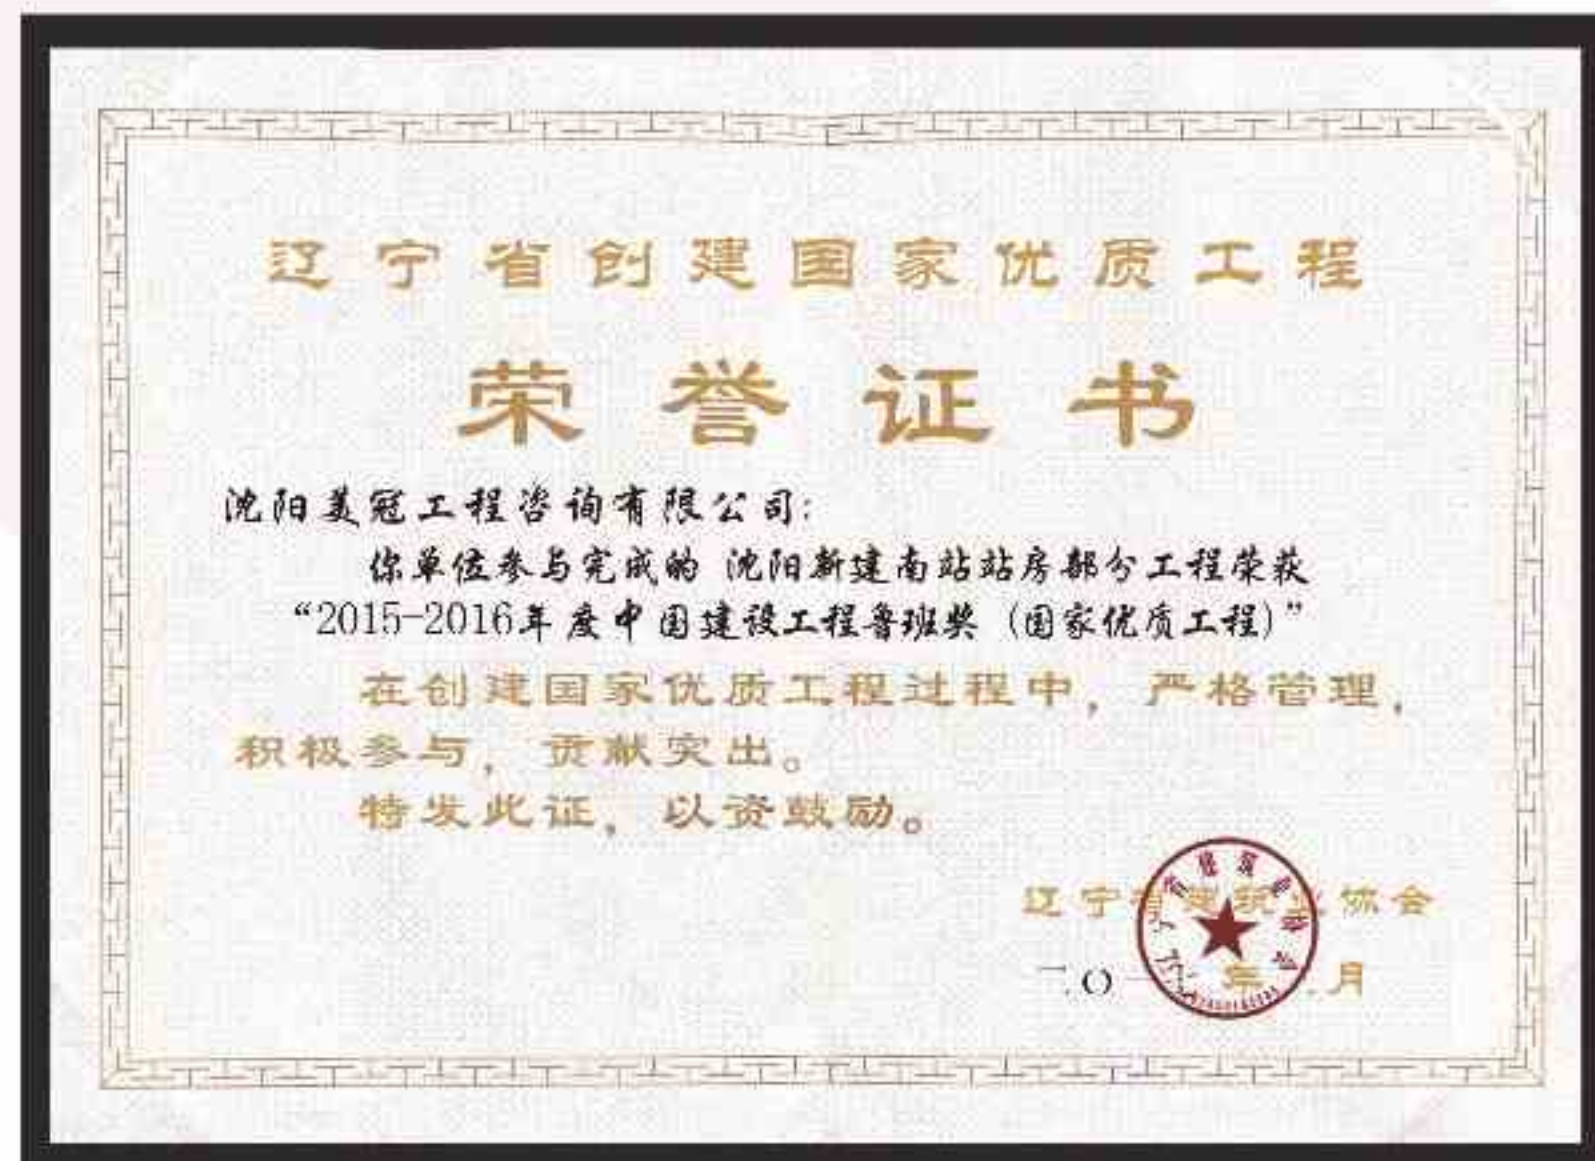 辽宁省创建国家优质工程
荣誉证书
沈阳美冠工程咨询有限公司:
你单位参与完成的 沈阳新建南站站房部分工程荣获
“2015-2016年度中国建设工程鲁班奖（国家优质工程）”
在创建国家优质工程过程中，严格管理，
积极参与，贡献突出。
特发此证，以资鼓励。
辽宁省建筑业协会
二〇一 年 月